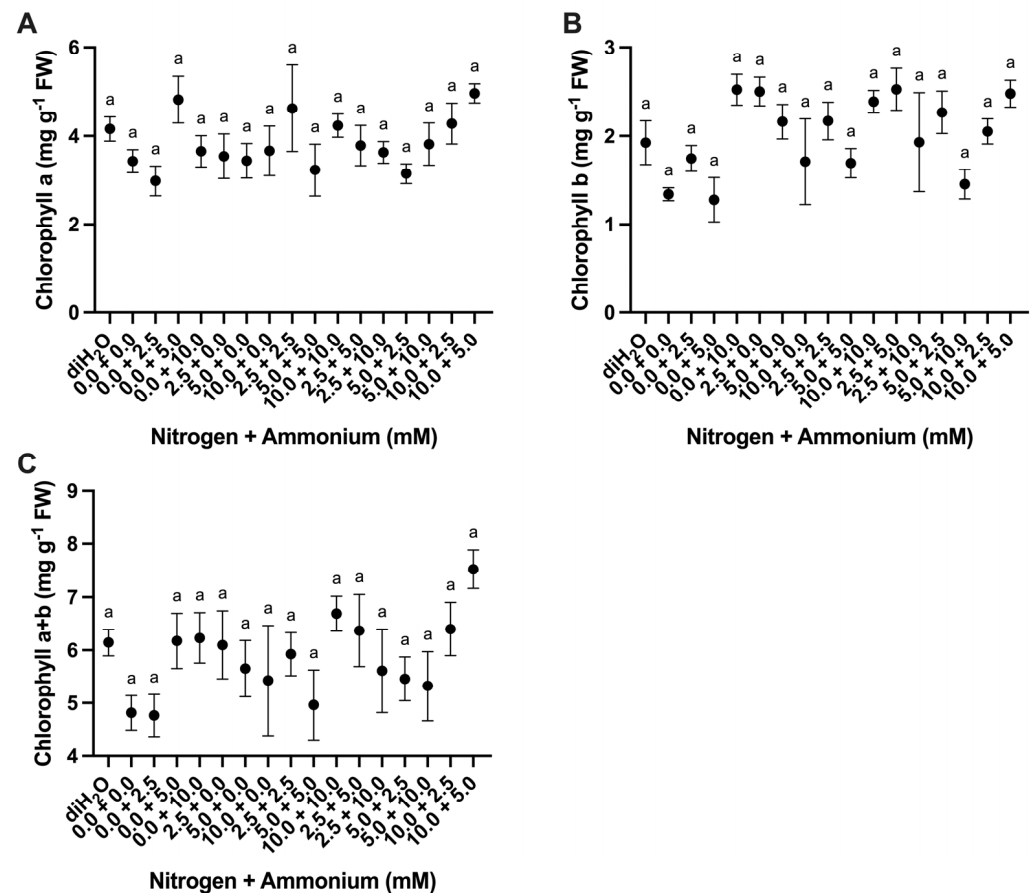 A
Chlorophyll a (mg g⁻¹ FW)
6
4
2
0
a a a a a a a a a a a a a a a a a
diH₂O
0.0 + 0.0
0.0 + 2.5
0.0 + 5.0
0.0 + 10.0
2.5 + 0.0
5.0 + 0.0
10.0 + 0.0
2.5 + 2.5
5.0 + 5.0
10.0 + 10.0
2.5 + 5.0
2.5 + 10.0
5.0 + 2.5
5.0 + 10.0
10.0 + 2.5
10.0 + 5.0
Nitrogen + Ammonium (mM)
B
Chlorophyll b (mg g⁻¹ FW)
3
2
1
0
a a a a a a a a a a a a a a a a a
diH₂O
0.0 + 0.0
0.0 + 2.5
0.0 + 5.0
0.0 + 10.0
2.5 + 0.0
5.0 + 0.0
10.0 + 0.0
2.5 + 2.5
5.0 + 5.0
10.0 + 10.0
2.5 + 5.0
2.5 + 10.0
5.0 + 2.5
5.0 + 10.0
10.0 + 2.5
10.0 + 5.0
Nitrogen + Ammonium (mM)
C
Chlorophyll a+b (mg g⁻¹ FW)
9
8
7
6
5
4
a a a a a a a a a a a a a a a a a
diH₂O
0.0 + 0.0
0.0 + 2.5
0.0 + 5.0
0.0 + 10.0
2.5 + 0.0
5.0 + 0.0
10.0 + 0.0
2.5 + 2.5
5.0 + 5.0
10.0 + 10.0
2.5 + 5.0
2.5 + 10.0
5.0 + 2.5
5.0 + 10.0
10.0 + 2.5
10.0 + 5.0
Nitrogen + Ammonium (mM)